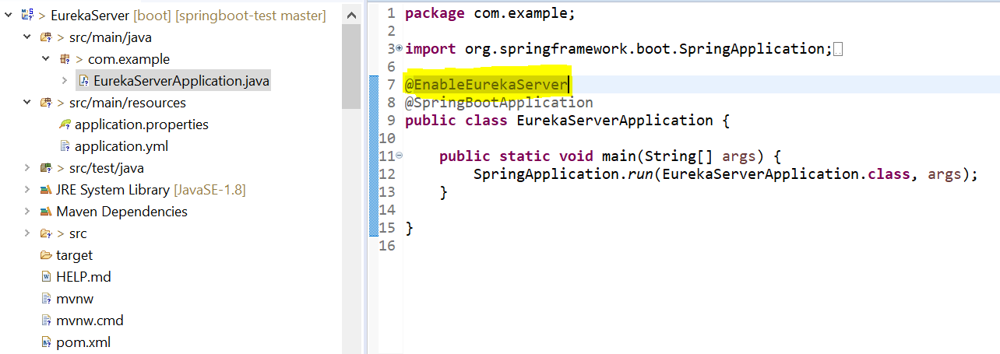 EurekaServer [boot] [springboot-test master]
src/main/java
com.example
EurekaServerApplication.java
src/main/resources
application.properties
application.yml
src/test/java
JRE System Library [JavaSE-1.8]
Maven Dependencies
src
target
HELP.md
mvnw
mvnw.cmd
pom.xml
1 package com.example;
2
3 import org.springframework.boot.SpringApplication;
6
7 @EnableEurekaServer
8 @SpringBootApplication
9 public class EurekaServerApplication {
10
11 public static void main(String[] args) {
12 SpringApplication.run(EurekaServerApplication.class, args);
13 }
14
15 }
16